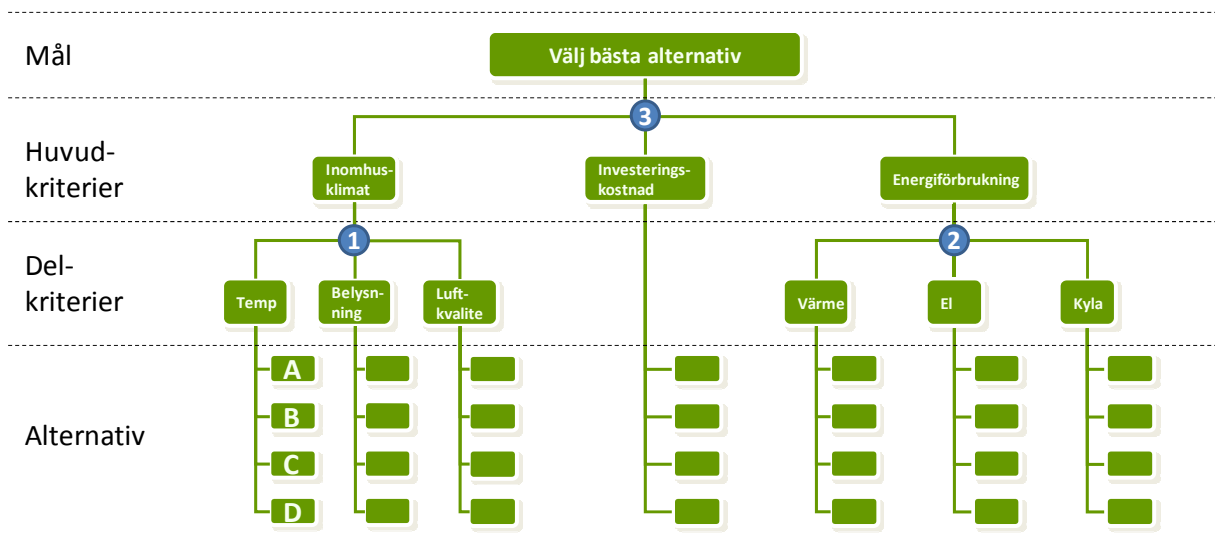 Mål
Välj bästa alternativ
3
Huvud-
kriterier
Inomhus-
klimat
Investerings-
kostnad
Energiförbrukning
1
2
Del-
kriterier
Temp
Belysn-
ning
Luft-
kvalite
Värme
El
Kyla
Alternativ
A
B
C
D